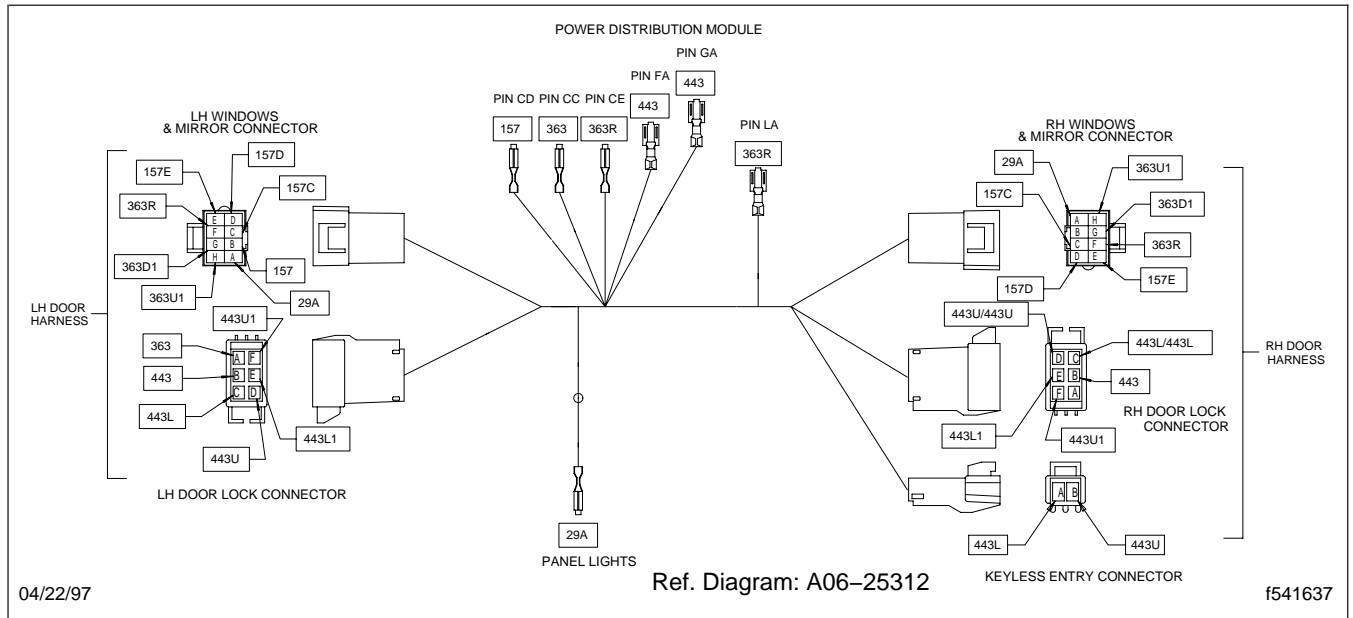 POWER DISTRIBUTION MODULE
PIN GA
443
PIN FA
443
PIN CD PIN CC PIN CE
157
363
363R
PIN LA
363R
LH WINDOWS
& MIRROR CONNECTOR
157D
157E
157C
363R
E D
F C
G B
H A
363D1
157
363U1
29A
LH DOOR
HARNESS
443U1
363
A F
443
B E
C D
443L
443L1
443U
LH DOOR LOCK CONNECTOR
29A
PANEL LIGHTS
RH WINDOWS
& MIRROR CONNECTOR
29A
363U1
157C
363D1
A H
B G
C F
D E
363R
157D
157E
443U/443U
443L/443L
D C
E B
F A
443
RH DOOR
HARNESS
RH DOOR LOCK
CONNECTOR
443L1
443U1
A B
443L
443U
KEYLESS ENTRY CONNECTOR
04/22/97
Ref. Diagram: A06−25312
f541637